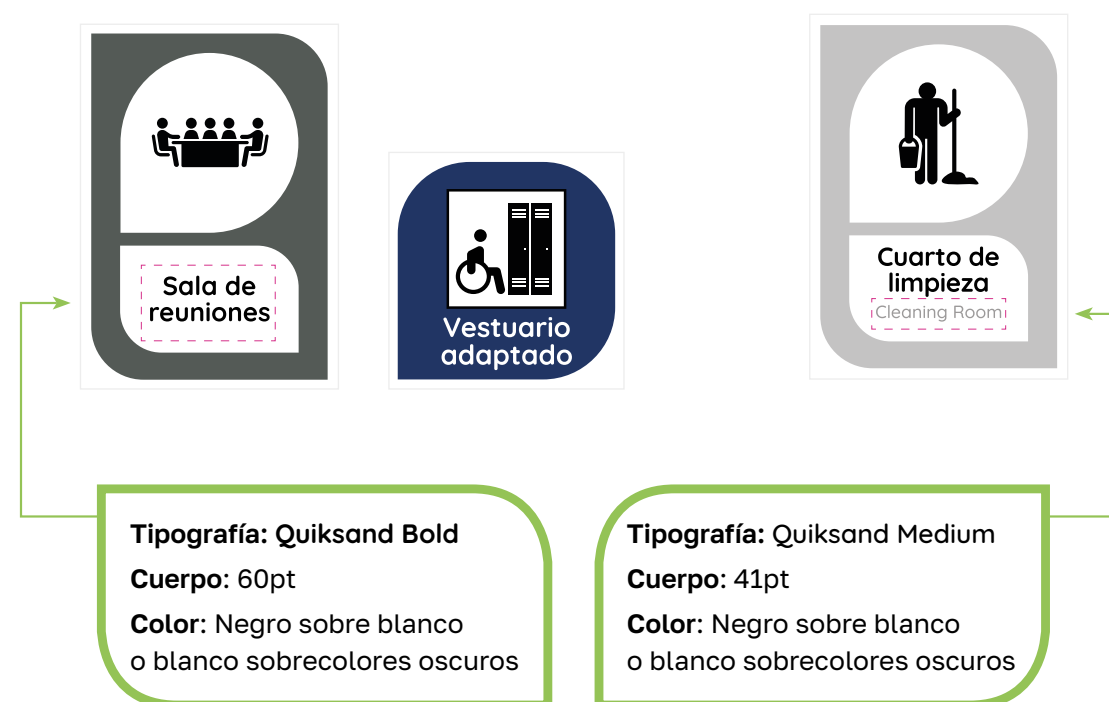 Sala de
reuniones
Vestuario
adaptado
Cuarto de
limpieza
Cleaning Room
Tipografía: Quiksand Bold
Cuerpo: 60pt
Color: Negro sobre blanco
o blanco sobrecolores oscuros
Tipografía: Quiksand Medium
Cuerpo: 41pt
Color: Negro sobre blanco
o blanco sobrecolores oscuros